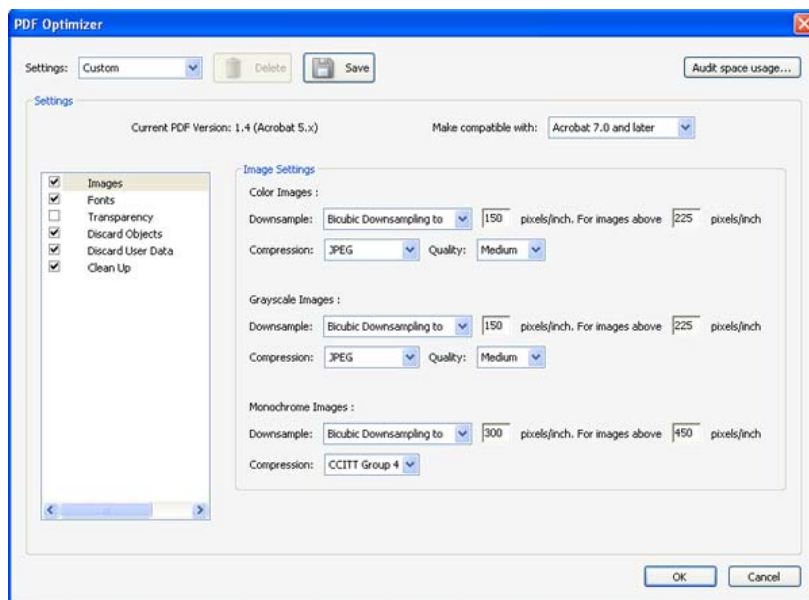 PDF Optimizer
Settings: Custom Delete Save Audit space usage...
Settings
Current PDF Version: 1.4 (Acrobat 5.x) Make compatible with: Acrobat 7.0 and later
Images
Fonts
Transparency
Discard Objects
Discard User Data
Clean Up
Image Settings
Color Images :
Downsample: Bicubic Downsampling to 150 pixels/inch. For images above 225 pixels/inch
Compression: JPEG Quality: Medium
Grayscale Images :
Downsample: Bicubic Downsampling to 150 pixels/inch. For images above 225 pixels/inch
Compression: JPEG Quality: Medium
Monochrome Images :
Downsample: Bicubic Downsampling to 300 pixels/inch. For images above 450 pixels/inch
Compression: CCITT Group 4
OK Cancel